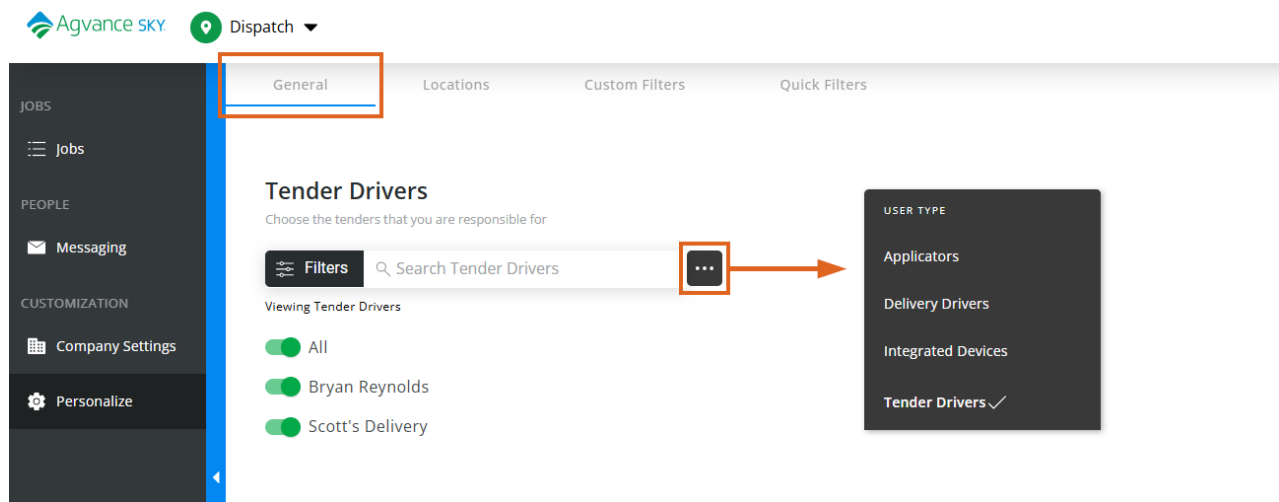 Agvance SKY
Dispatch
General
Locations
Custom Filters
Quick Filters
JOBS
Jobs
PEOPLE
Messaging
CUSTOMIZATION
Company Settings
Personalize
Tender Drivers
Choose the tenders that you are responsible for
Filters
Search Tender Drivers
Viewing Tender Drivers
All
Bryan Reynolds
Scott's Delivery
USER TYPE
Applicators
Delivery Drivers
Integrated Devices
Tender Drivers